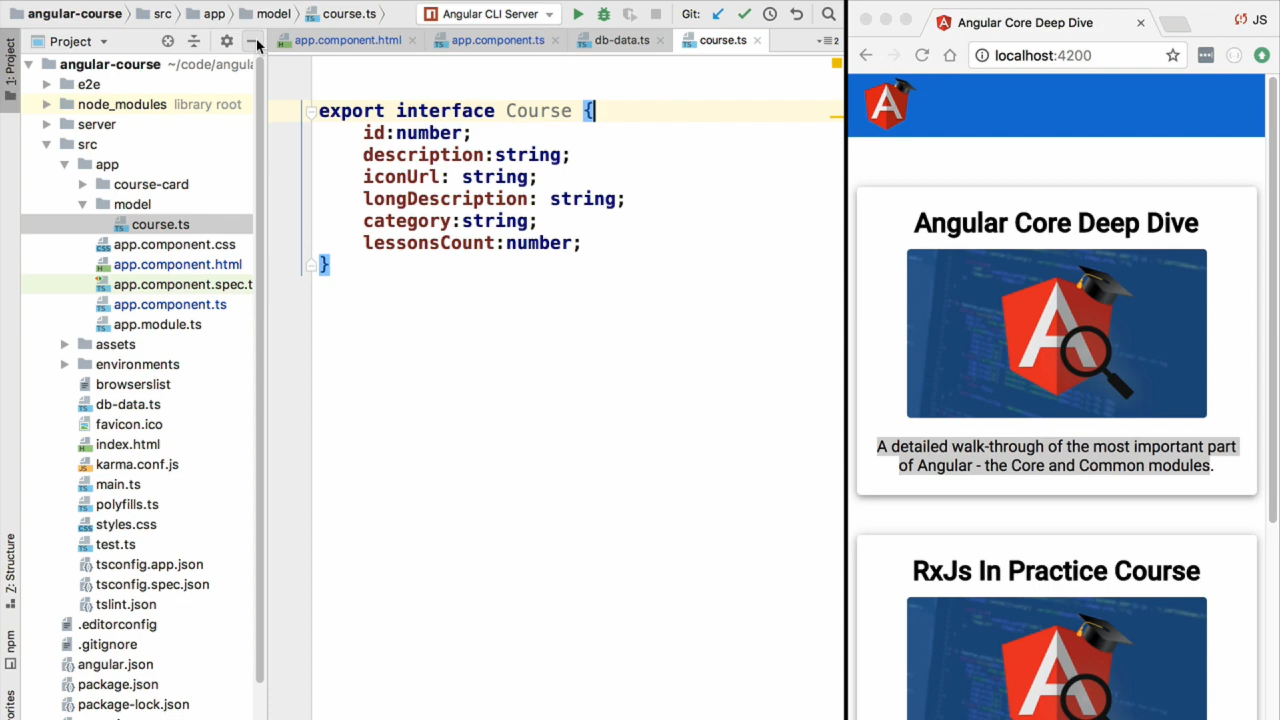 angular-course src app model course.ts Angular CLI Server Git:
1: Project
Project
angular-course ~/code/angula
e2e
node_modules library root
server
src
app
course-card
model
course.ts
app.component.css
app.component.html
app.component.spec.t
app.component.ts
app.module.ts
assets
environments
browserslist
db-data.ts
favicon.ico
index.html
karma.conf.js
main.ts
polyfills.ts
styles.css
test.ts
tsconfig.app.json
tsconfig.spec.json
tslint.json
.editorconfig
.gitignore
angular.json
package.json
package-lock.json
Z: Structure
npm
avorites
app.component.html app.component.ts db-data.ts course.ts
export interface Course {
id:number;
description:string;
iconUrl: string;
longDescription: string;
category:string;
lessonsCount:number;
}
Angular Core Deep Dive JS
localhost:4200
Angular Core Deep Dive
A detailed walk-through of the most important part
of Angular - the Core and Common modules.
RxJs In Practice Course